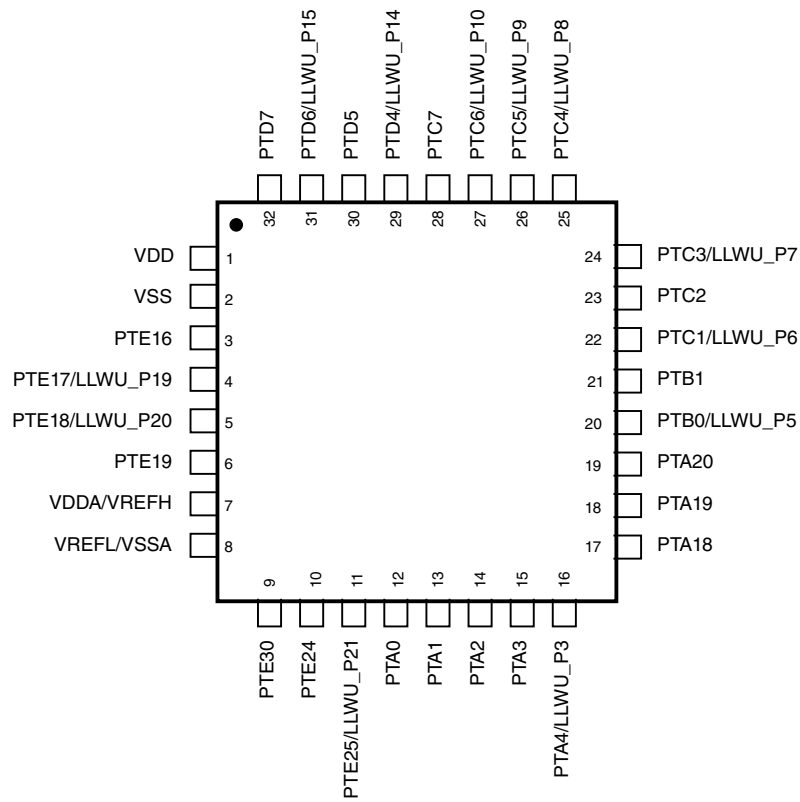 PTD7
PTD6/LLWU_P15
PTD5
PTD4/LLWU_P14
PTC7
PTC6/LLWU_P10
PTC5/LLWU_P9
PTC4/LLWU_P8
32
31
30
29
28
27
26
25
VDD 1
VSS 2
PTE16 3
PTE17/LLWU_P19 4
PTE18/LLWU_P20 5
PTE19 6
VDDA/VREFH 7
VREFL/VSSA 8
24 PTC3/LLWU_P7
23 PTC2
22 PTC1/LLWU_P6
21 PTB1
20 PTB0/LLWU_P5
19 PTA20
18 PTA19
17 PTA18
9
10
11
12
13
14
15
16
PTE30
PTE24
PTE25/LLWU_P21
PTA0
PTA1
PTA2
PTA3
PTA4/LLWU_P3